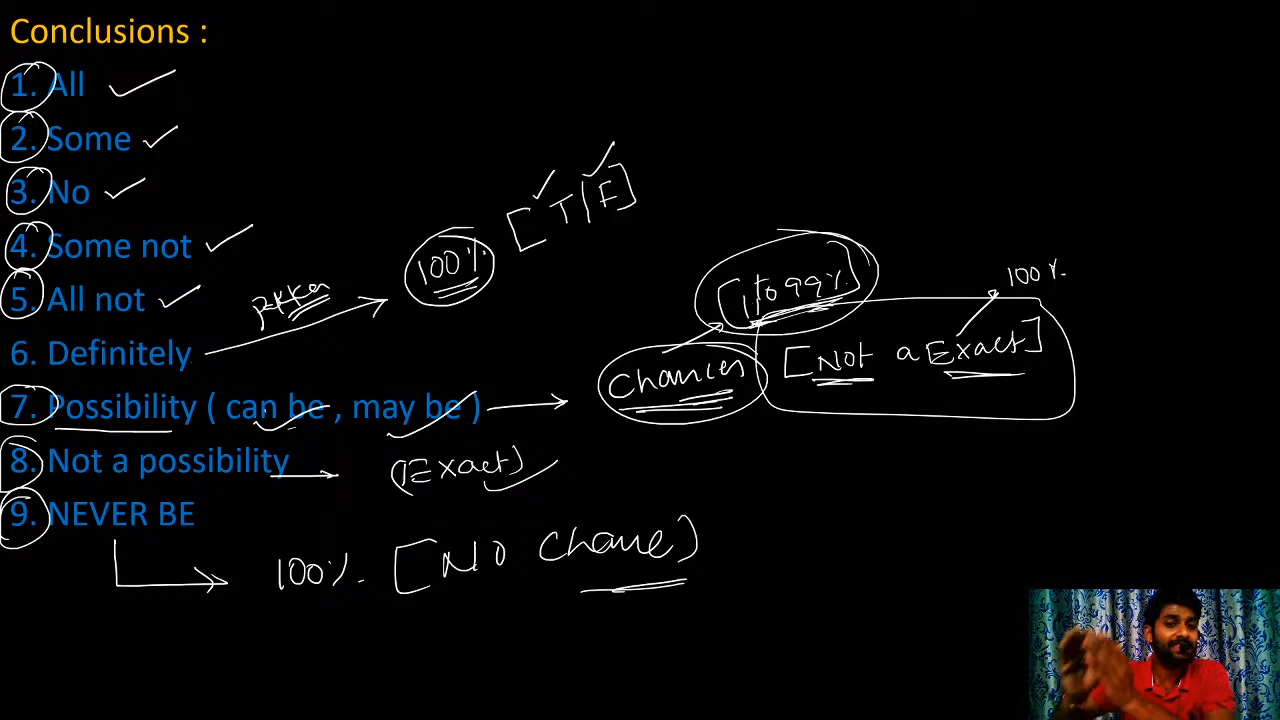 Conclusions :
1. All
2. Some
3. No
4. Some not
5. All not
6. Definitely
100% [T/F]
7. Possibility ( can be , may be )
Chances
[1 to 99%]
[Not a Exact]
100%
8. Not a possibility
(Exact)
9. NEVER BE
100% [No chance]